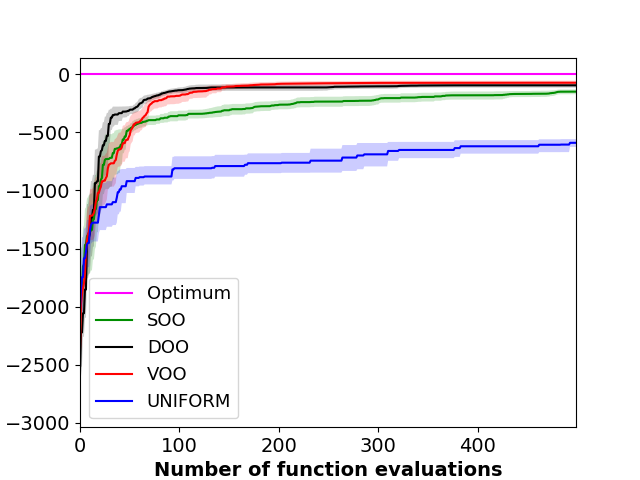 0
−500
−1000
−1500
−2000
−2500
−3000
Optimum
SOO
DOO
VOO
UNIFORM
0 100 200 300 400
Number of function evaluations